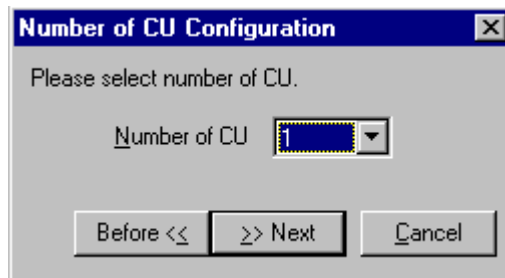 Number of CU Configuration
Please select number of CU.
Number of CU 1
Before << >> Next Cancel